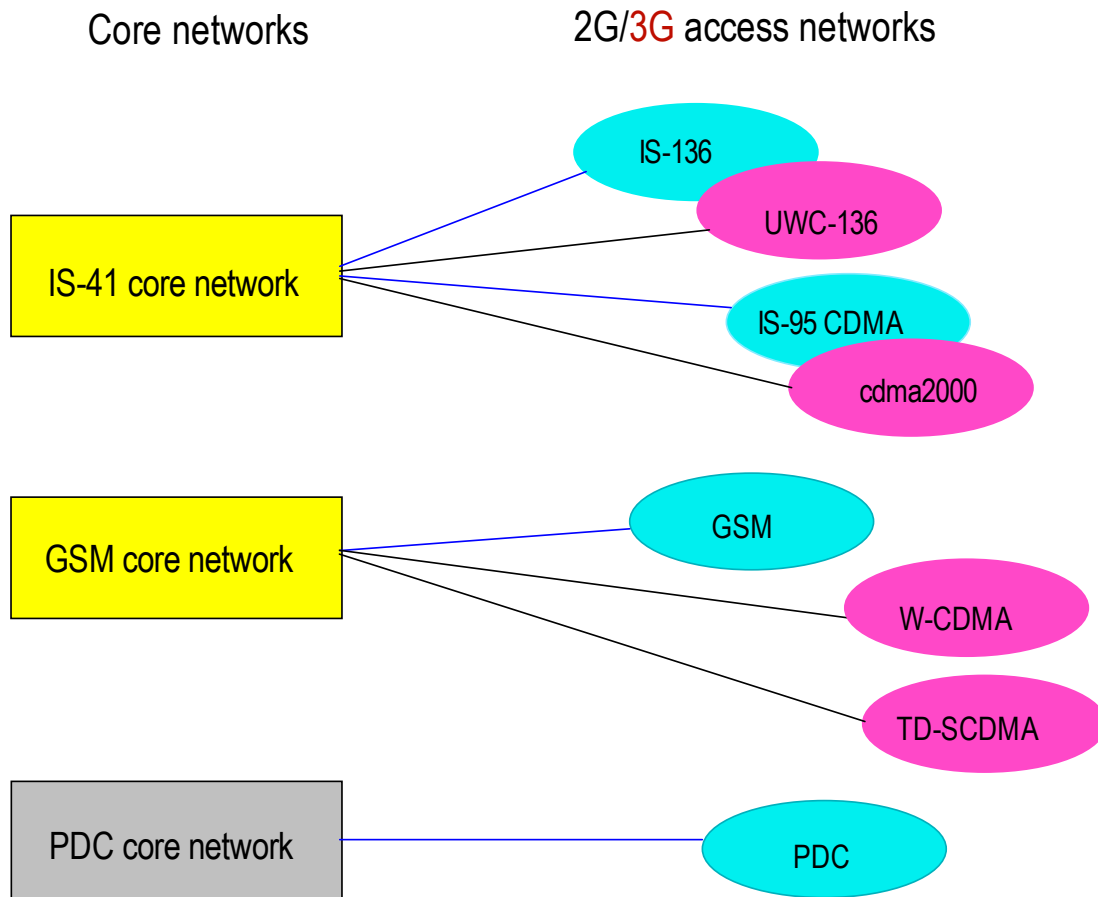 Core networks
2G/3G access networks
IS-136
UWC-136
IS-41 core network
IS-95 CDMA
cdma2000
GSM
GSM core network
W-CDMA
TD-SCDMA
PDC core network
PDC